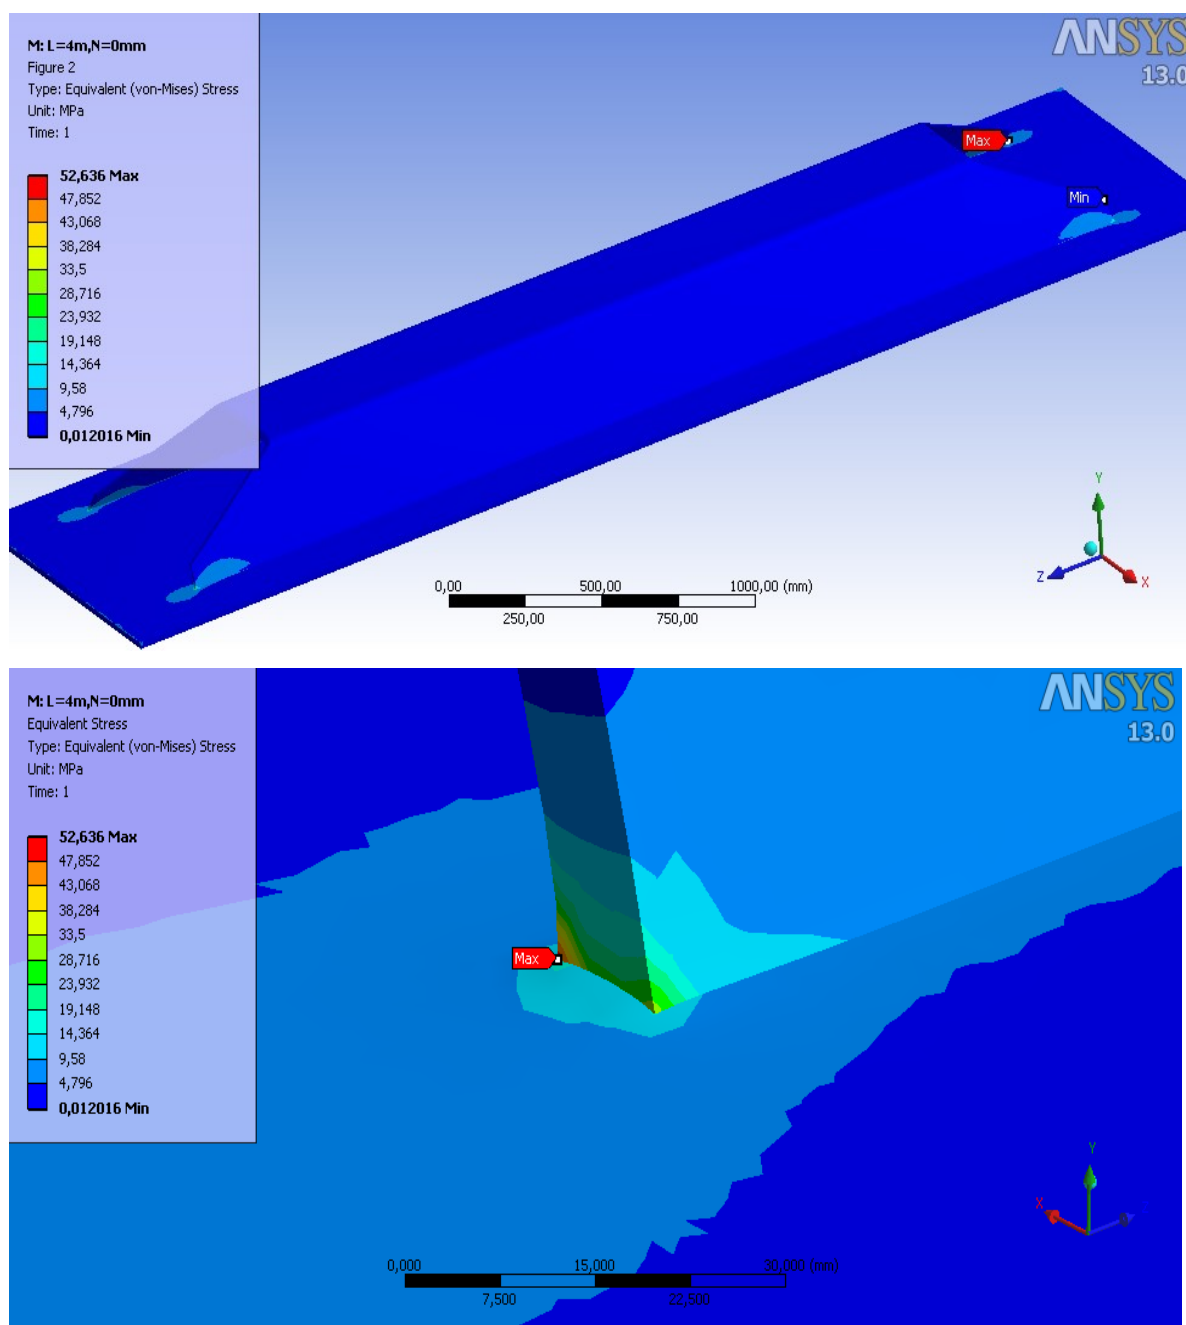 M: L=4m,N=0mm
Figure 2
Type: Equivalent (von-Mises) Stress
Unit: MPa
Time: 1
52,636 Max
47,852
43,068
38,284
33,5
28,716
23,932
19,148
14,364
9,58
4,796
0,012016 Min
ANSYS
13.0
Max
Min
Y
Z
X
0,00
500,00
1000,00 (mm)
250,00
750,00
M: L=4m,N=0mm
Equivalent Stress
Type: Equivalent (von-Mises) Stress
Unit: MPa
Time: 1
52,636 Max
47,852
43,068
38,284
33,5
28,716
23,932
19,148
14,364
9,58
4,796
0,012016 Min
ANSYS
13.0
Max
Y
X
0,000
15,000
30,000 (mm)
7,500
22,500